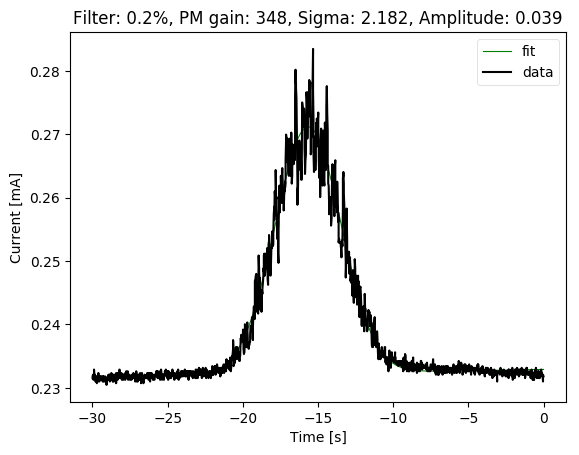 Filter: 0.2%, PM gain: 348, Sigma: 2.182, Amplitude: 0.039
fit
data
0.28
0.27
0.26
0.25
0.24
0.23
Current [mA]
−30
−25
−20
−15
−10
−5
0
Time [s]